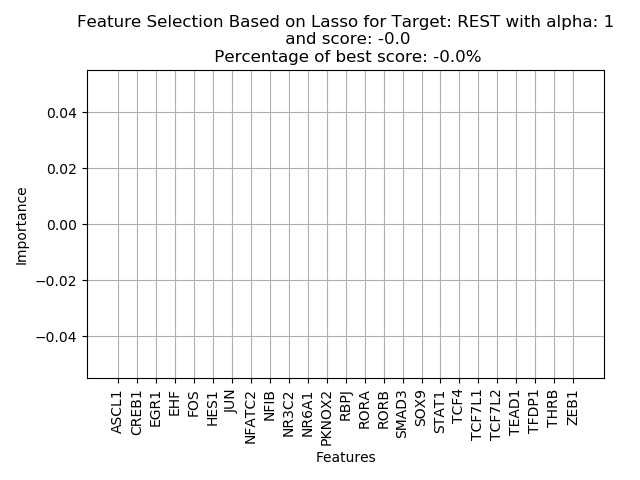 Feature Selection Based on Lasso for Target: REST with alpha: 1
and score: -0.0
Percentage of best score: -0.0%
0.04
0.02
0.00
−0.02
−0.04
Importance
ASCL1
CREB1
EGR1
EHF
FOS
HES1
JUN
NFATC2
NFIB
NR3C2
NR6A1
PKNOX2
RBPJ
RORA
RORB
SMAD3
SOX9
STAT1
TCF4
TCF7L1
TCF7L2
TEAD1
TFDP1
THRB
ZEB1
Features